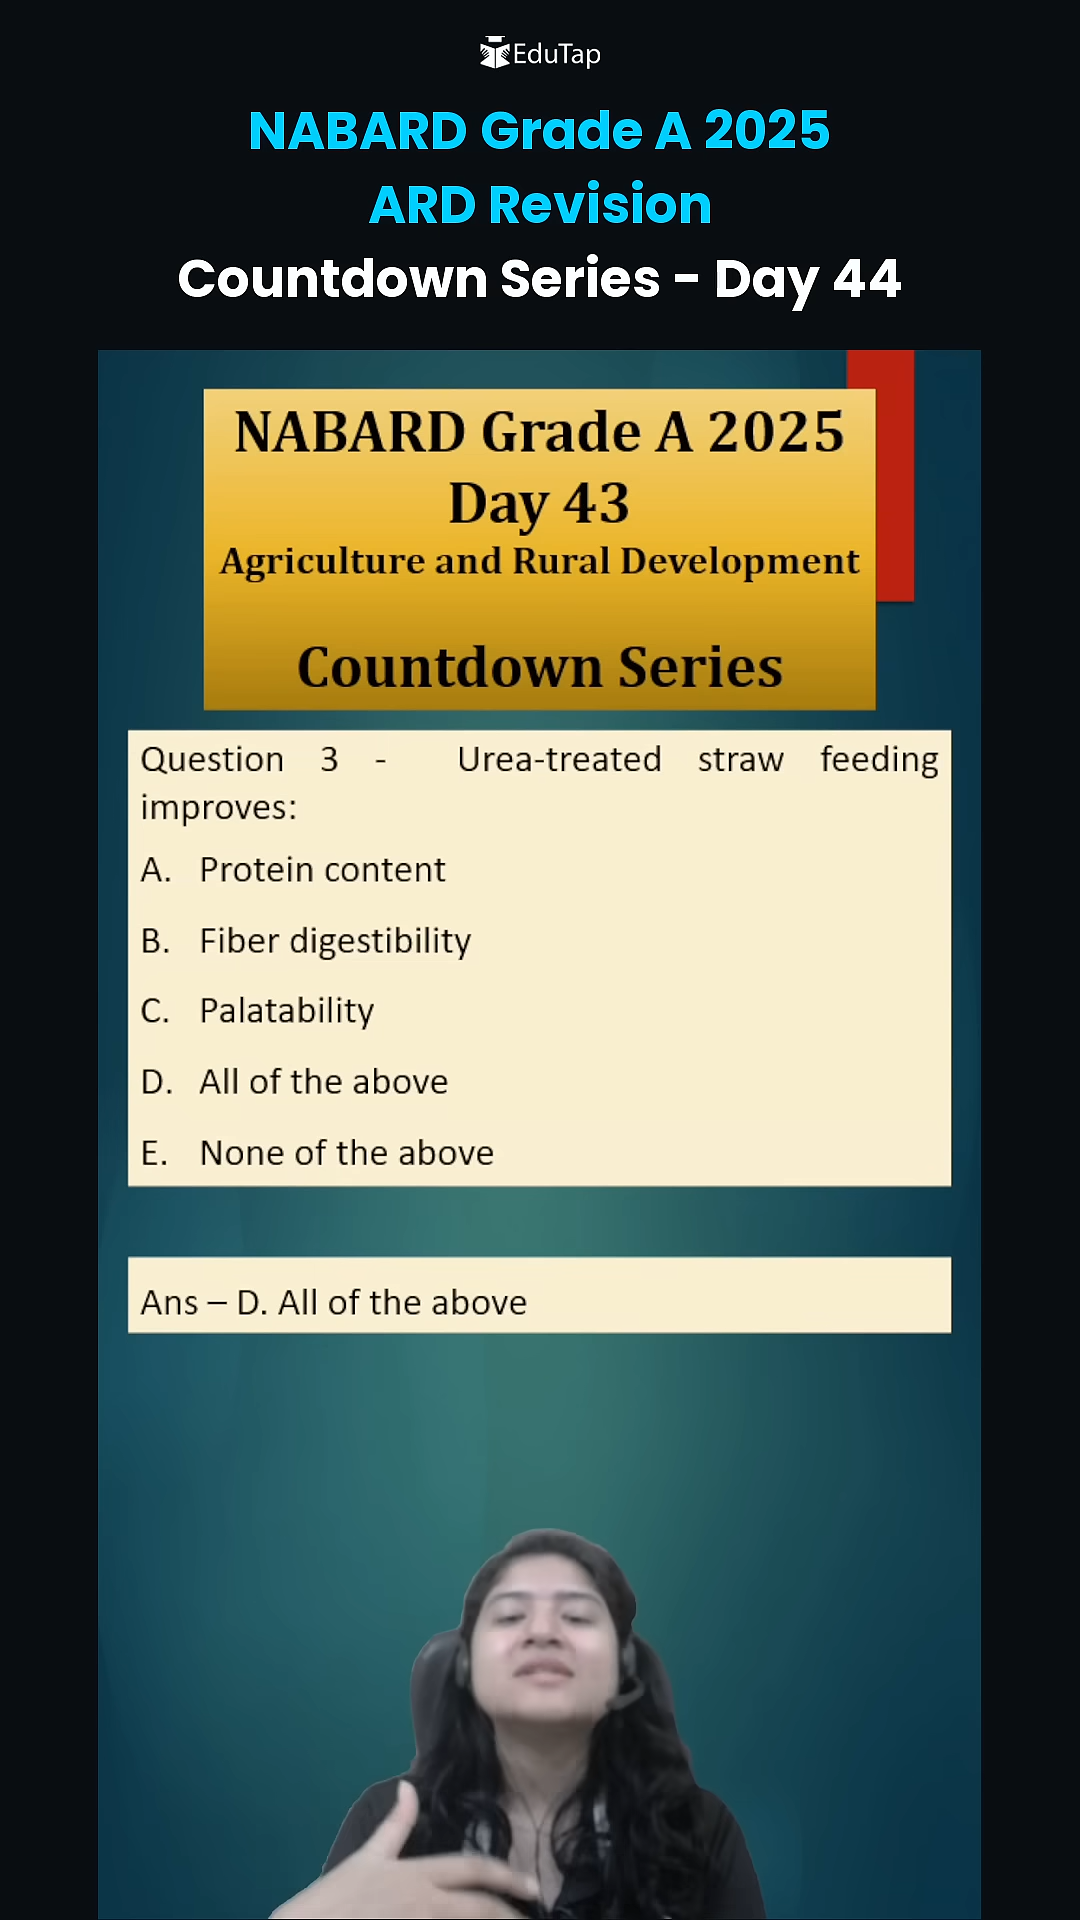 EduTap
NABARD Grade A 2025
ARD Revision
Countdown Series - Day 44
NABARD Grade A 2025
Day 43
Agriculture and Rural Development
Countdown Series
Question 3 - Urea-treated straw feeding
improves:
A. Protein content
B. Fiber digestibility
C. Palatability
D. All of the above
E. None of the above
Ans – D. All of the above